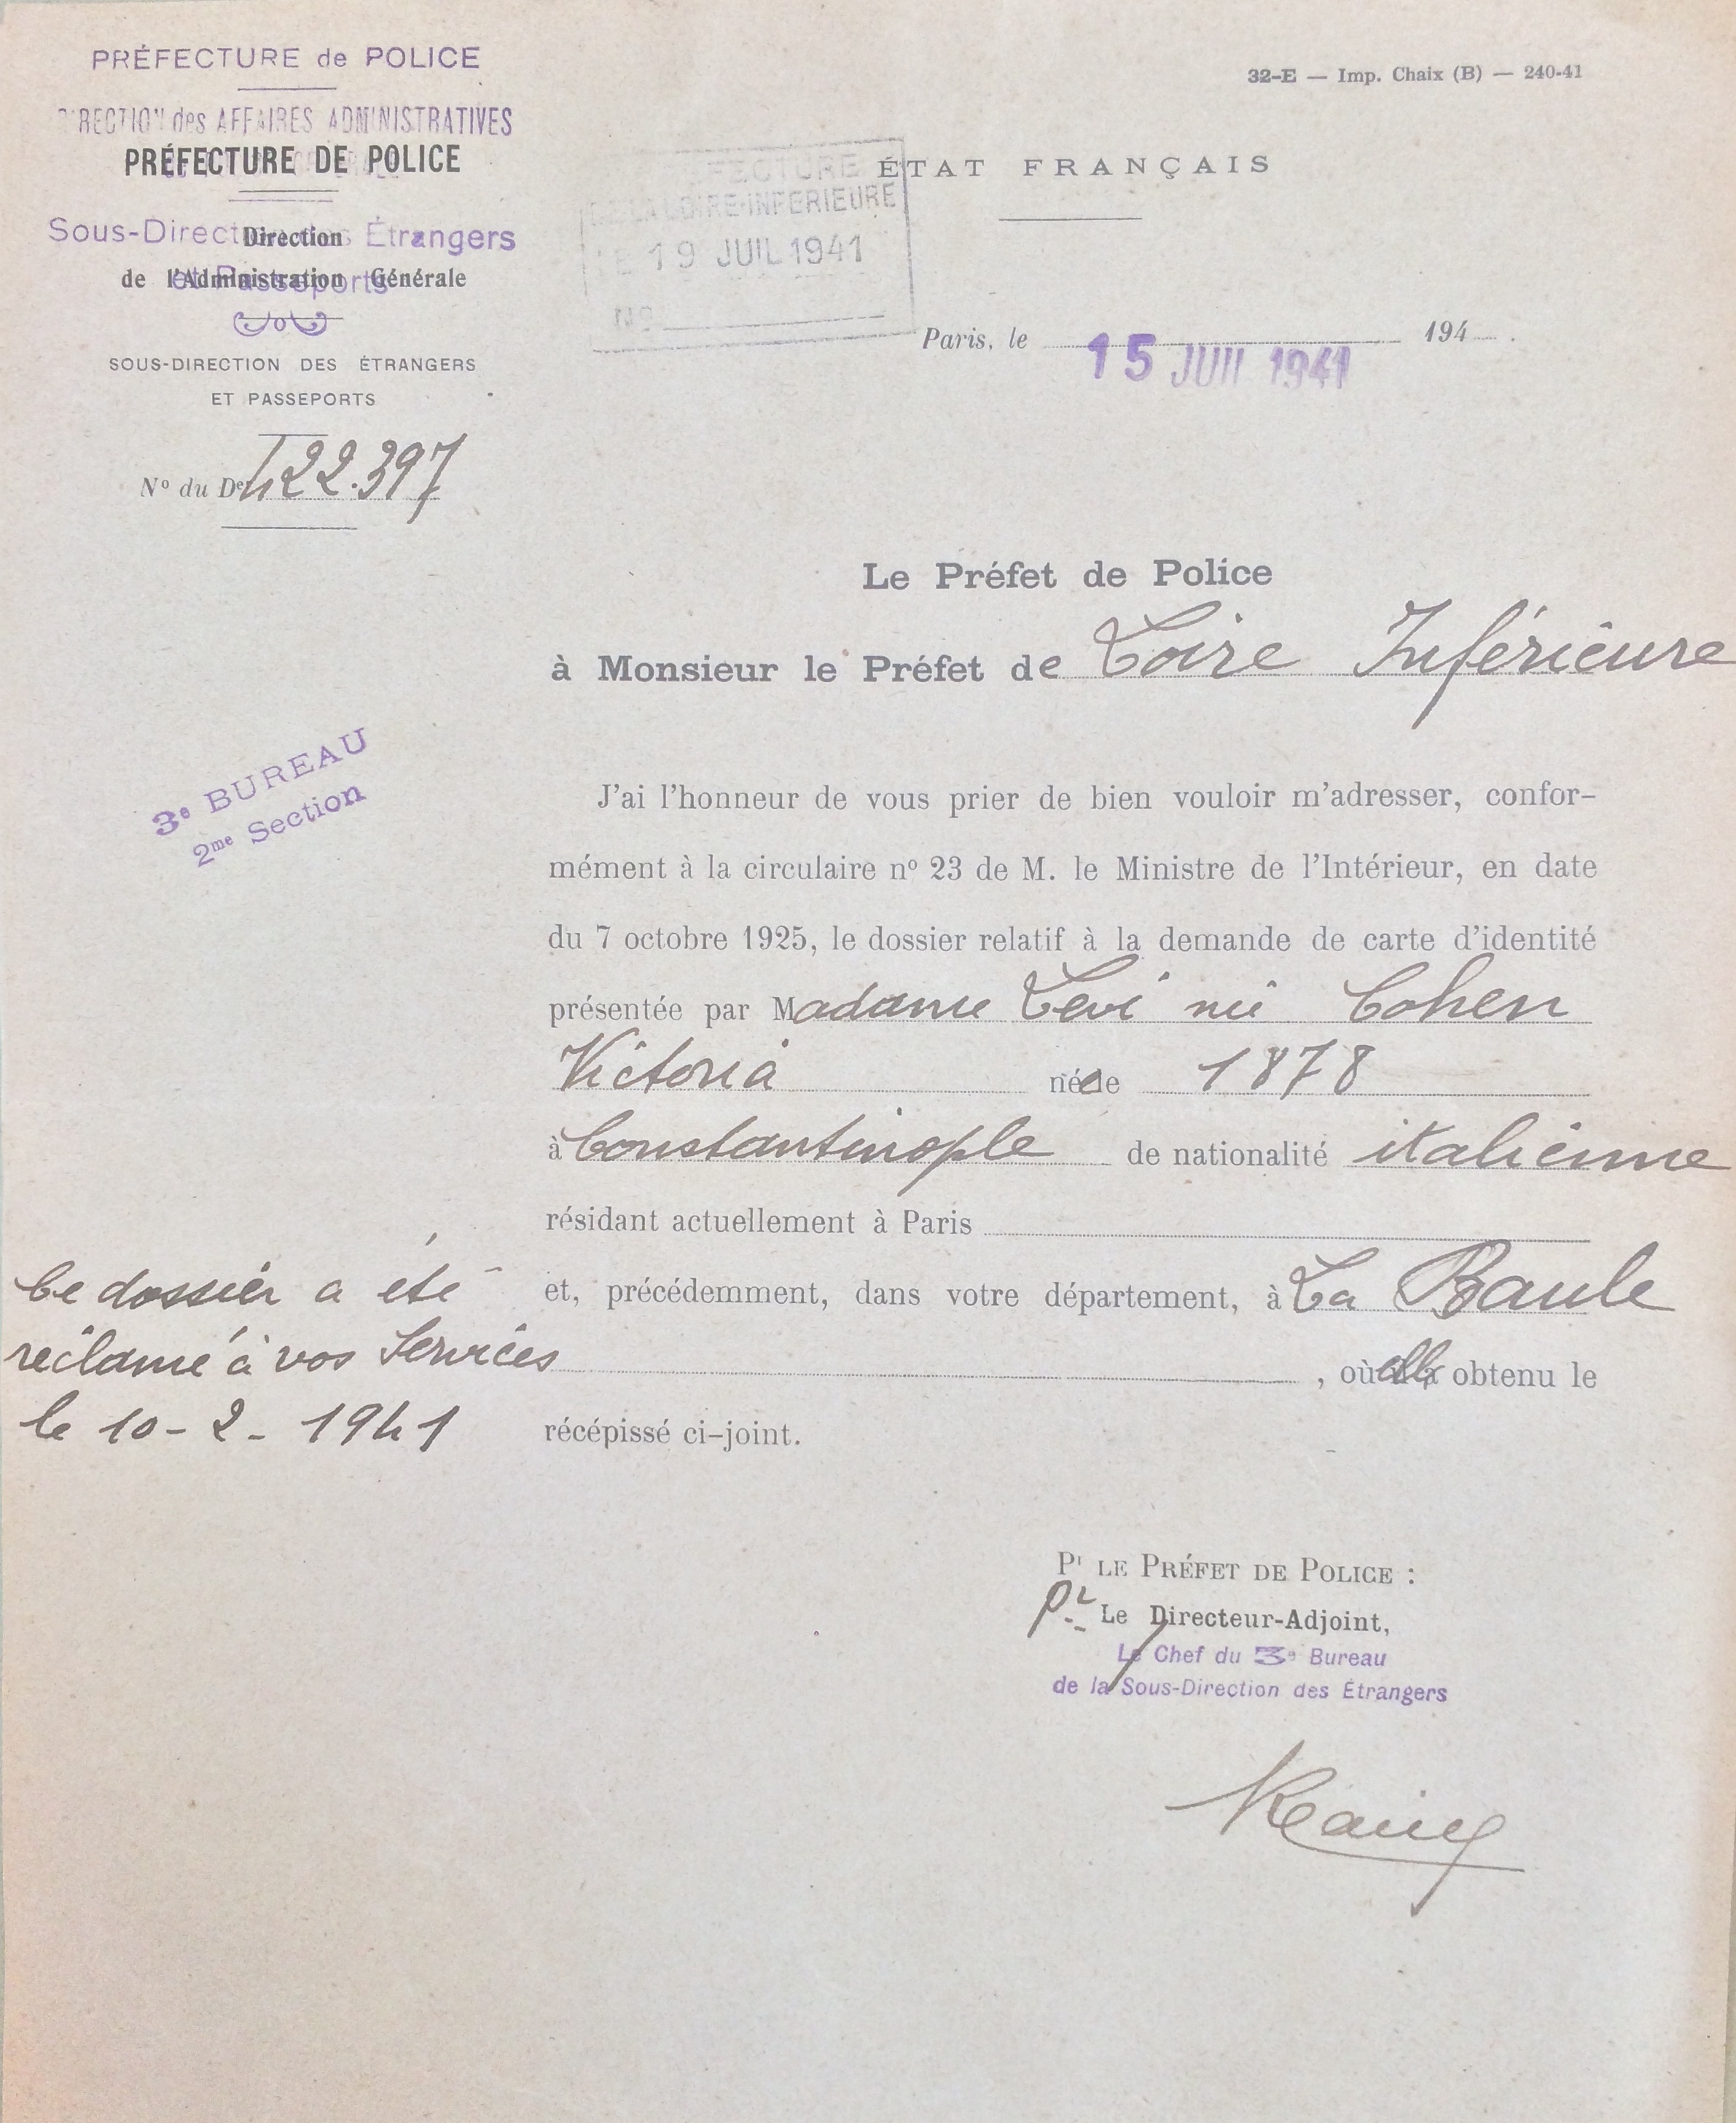 PRÉFECTURE de POLICE
DIRECTION des AFFAIRES ADMINISTRATIVES
PRÉFECTURE DE POLICE
Sous-Direction des Étrangers
et Passeports
Direction
de l'Administration Générale
SOUS-DIRECTION DES ÉTRANGERS
ET PASSEPORTS
Nº du Der 422.397
32-E — Imp. Chaix (B) — 240-41
ÉTAT FRANÇAIS
PRÉFECTURE
DE LA LOIRE-INFERIEURE
LE 19 JUIL 1941
Nº
Paris, le 15 JUIL 1941 194 .
Le Préfet de Police
à Monsieur le Préfet de Loire Inférieure
3e BUREAU
2me Section
J'ai l'honneur de vous prier de bien vouloir m'adresser, confor-
mément à la circulaire nº 23 de M. le Ministre de l'Intérieur, en date
du 7 octobre 1925, le dossier relatif à la demande de carte d'identité
présentée par Madame Levi née Cohen
Victoria née 1878
à Constantinople de nationalité italienne
résidant actuellement à Paris
et, précédemment, dans votre département, à La Baule
, où elle a obtenu le
récépissé ci-joint.
Ce dossier a été
réclamé à vos Services
le 10-2-1941
Pr LE PRÉFET DE POLICE :
Pr Le Directeur-Adjoint,
Le Chef du 3e Bureau
de la Sous-Direction des Étrangers